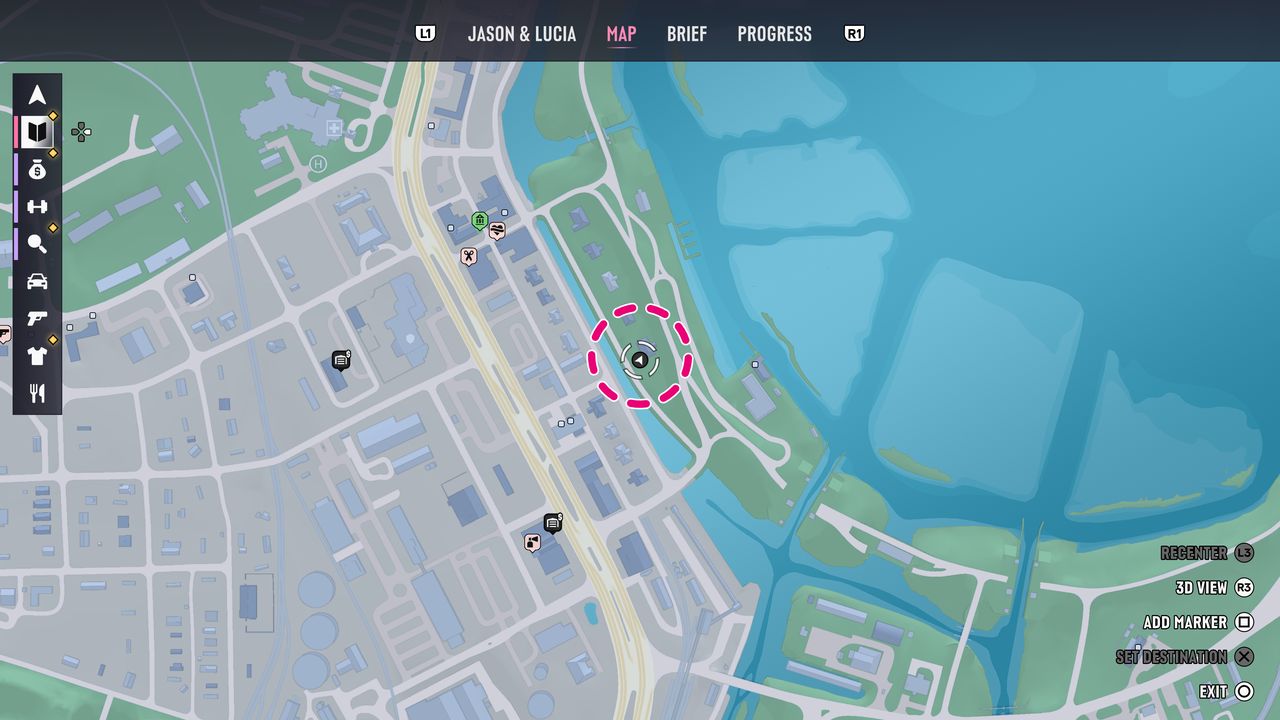 L1 JASON & LUCIA MAP BRIEF PROGRESS R1
H
RECENTER L3
3D VIEW R3
ADD MARKER
SET DESTINATION
EXIT